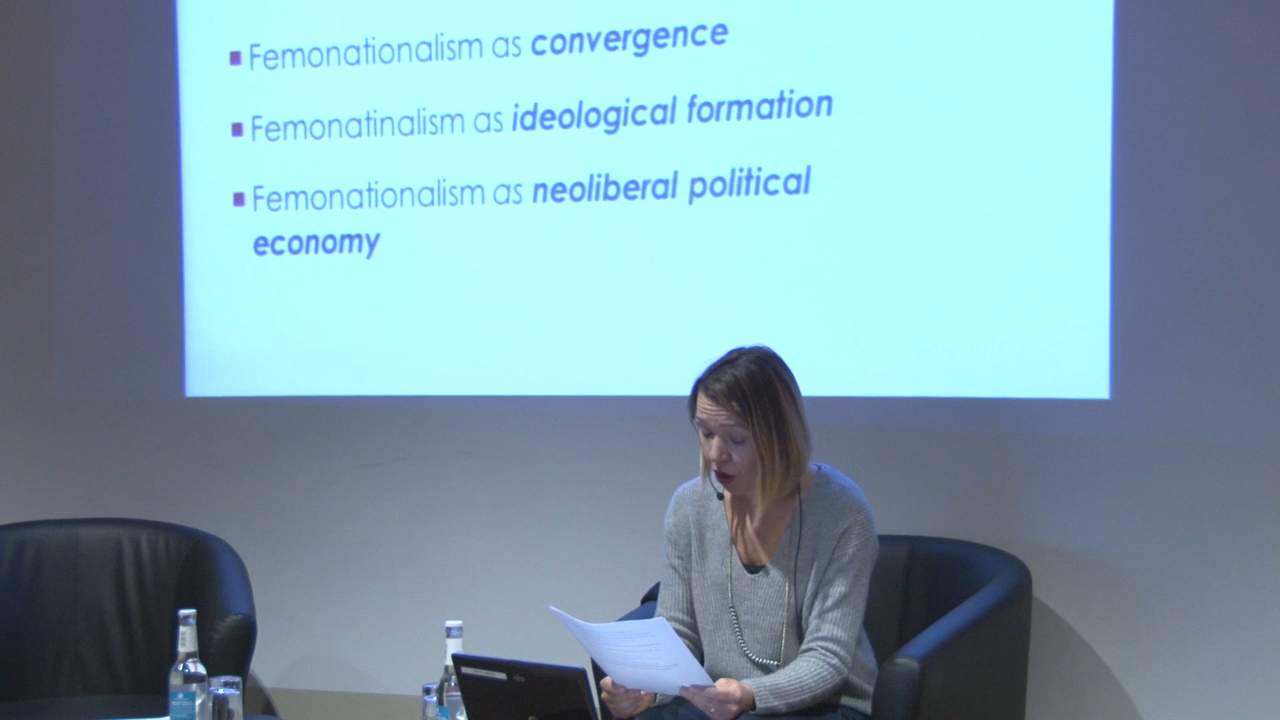 Femonationalism as convergence
Femonatinalism as ideological formation
Femonationalism as neoliberal political
economy